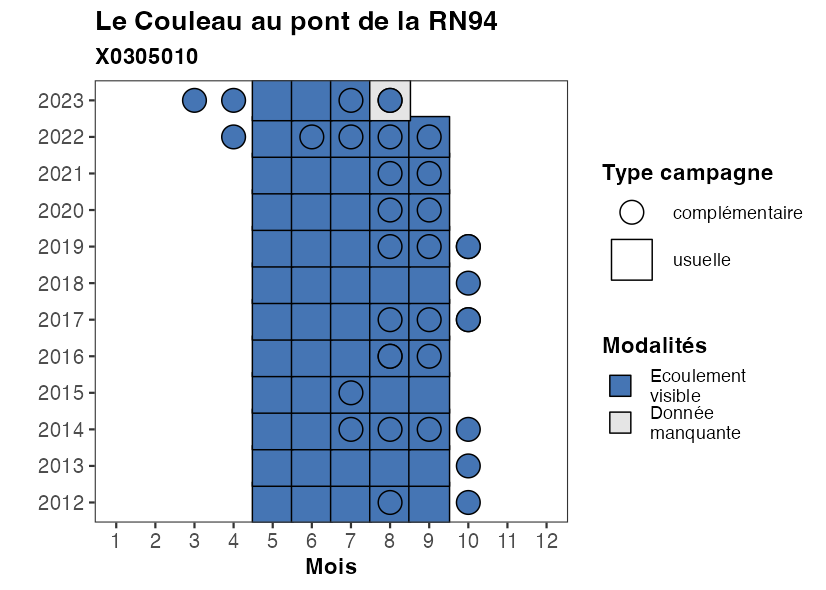 Le Couleau au pont de la RN94
X0305010
2023
2022
2021
2020
2019
2018
2017
2016
2015
2014
2013
2012
1 2 3 4 5 6 7 8 9 10 11 12
Mois
Type campagne
complémentaire
usuelle
Modalités
Ecoulement
visible
Donnée
manquante